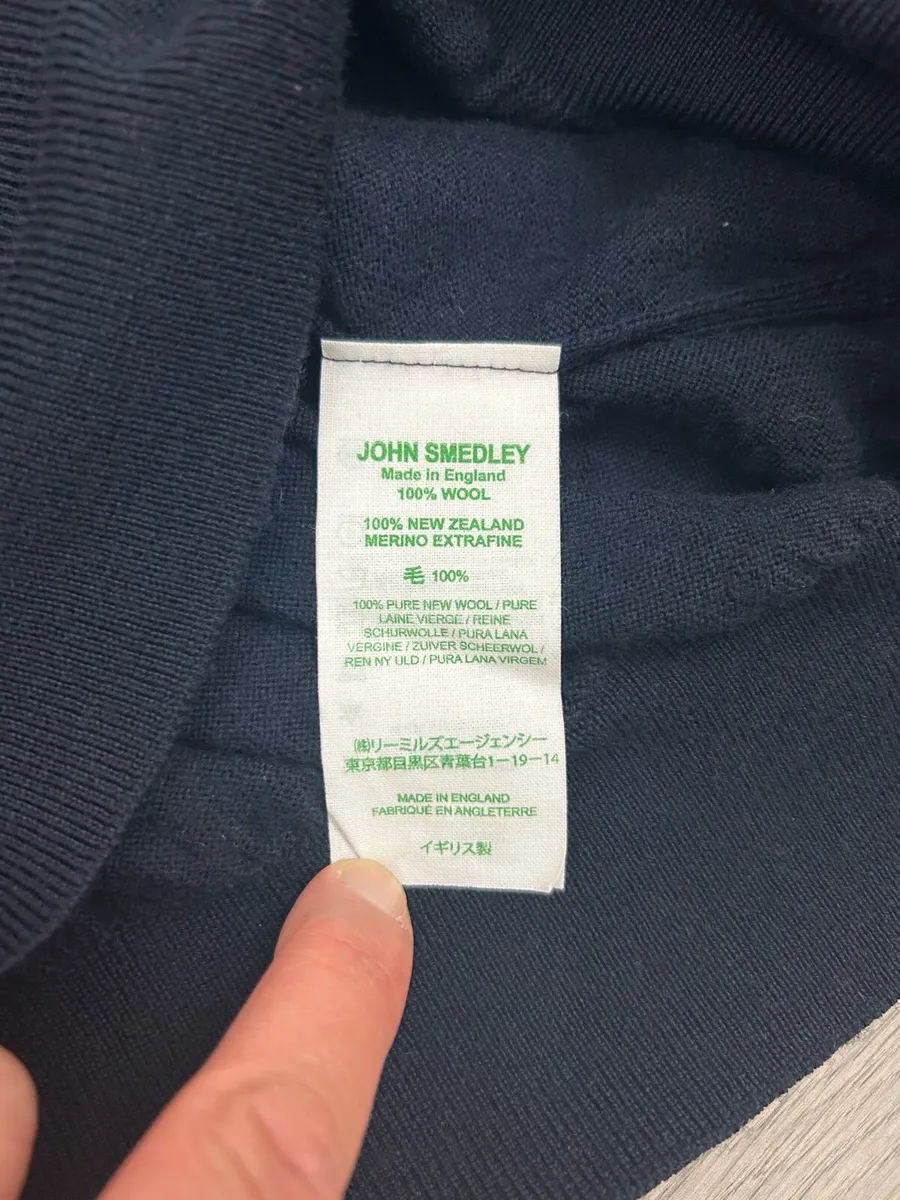 JOHN SMEDLEY
Made in England
100% WOOL
100% NEW ZEALAND
MERINO EXTRAFINE
毛 100%
100% PURE NEW WOOL / PURE
LAINE VIERGE / REINE
SCHURWOLLE / PURA LANA
VERGINE / ZUIVER SCHEERWOL /
REN NY ULD / PURA LANA VIRGEM
㈱リーミルズエージェンシー
東京都目黒区青葉台1-19-14
MADE IN ENGLAND
FABRIQUÉ EN ANGLETERRE
イギリス製